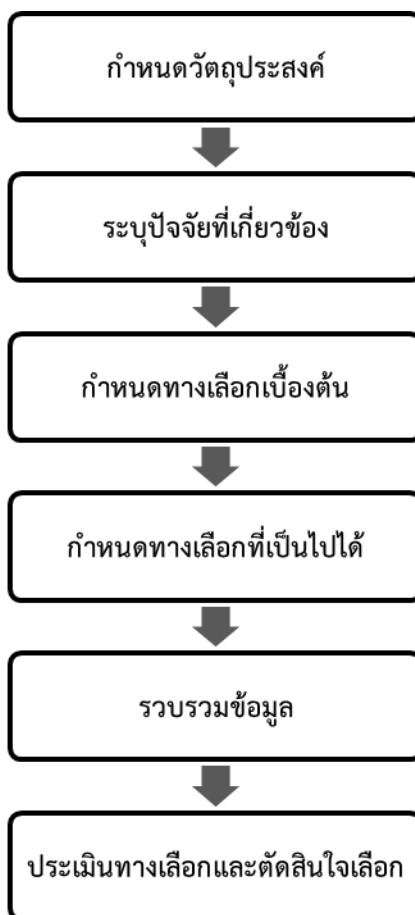 กำหนดวัตถุประสงค์
ระบุปัจจัยที่เกี่ยวข้อง
กำหนดทางเลือกเบื้องต้น
กำหนดทางเลือกที่เป็นไปได้
รวบรวมข้อมูล
ประเมินทางเลือกและตัดสินใจเลือก